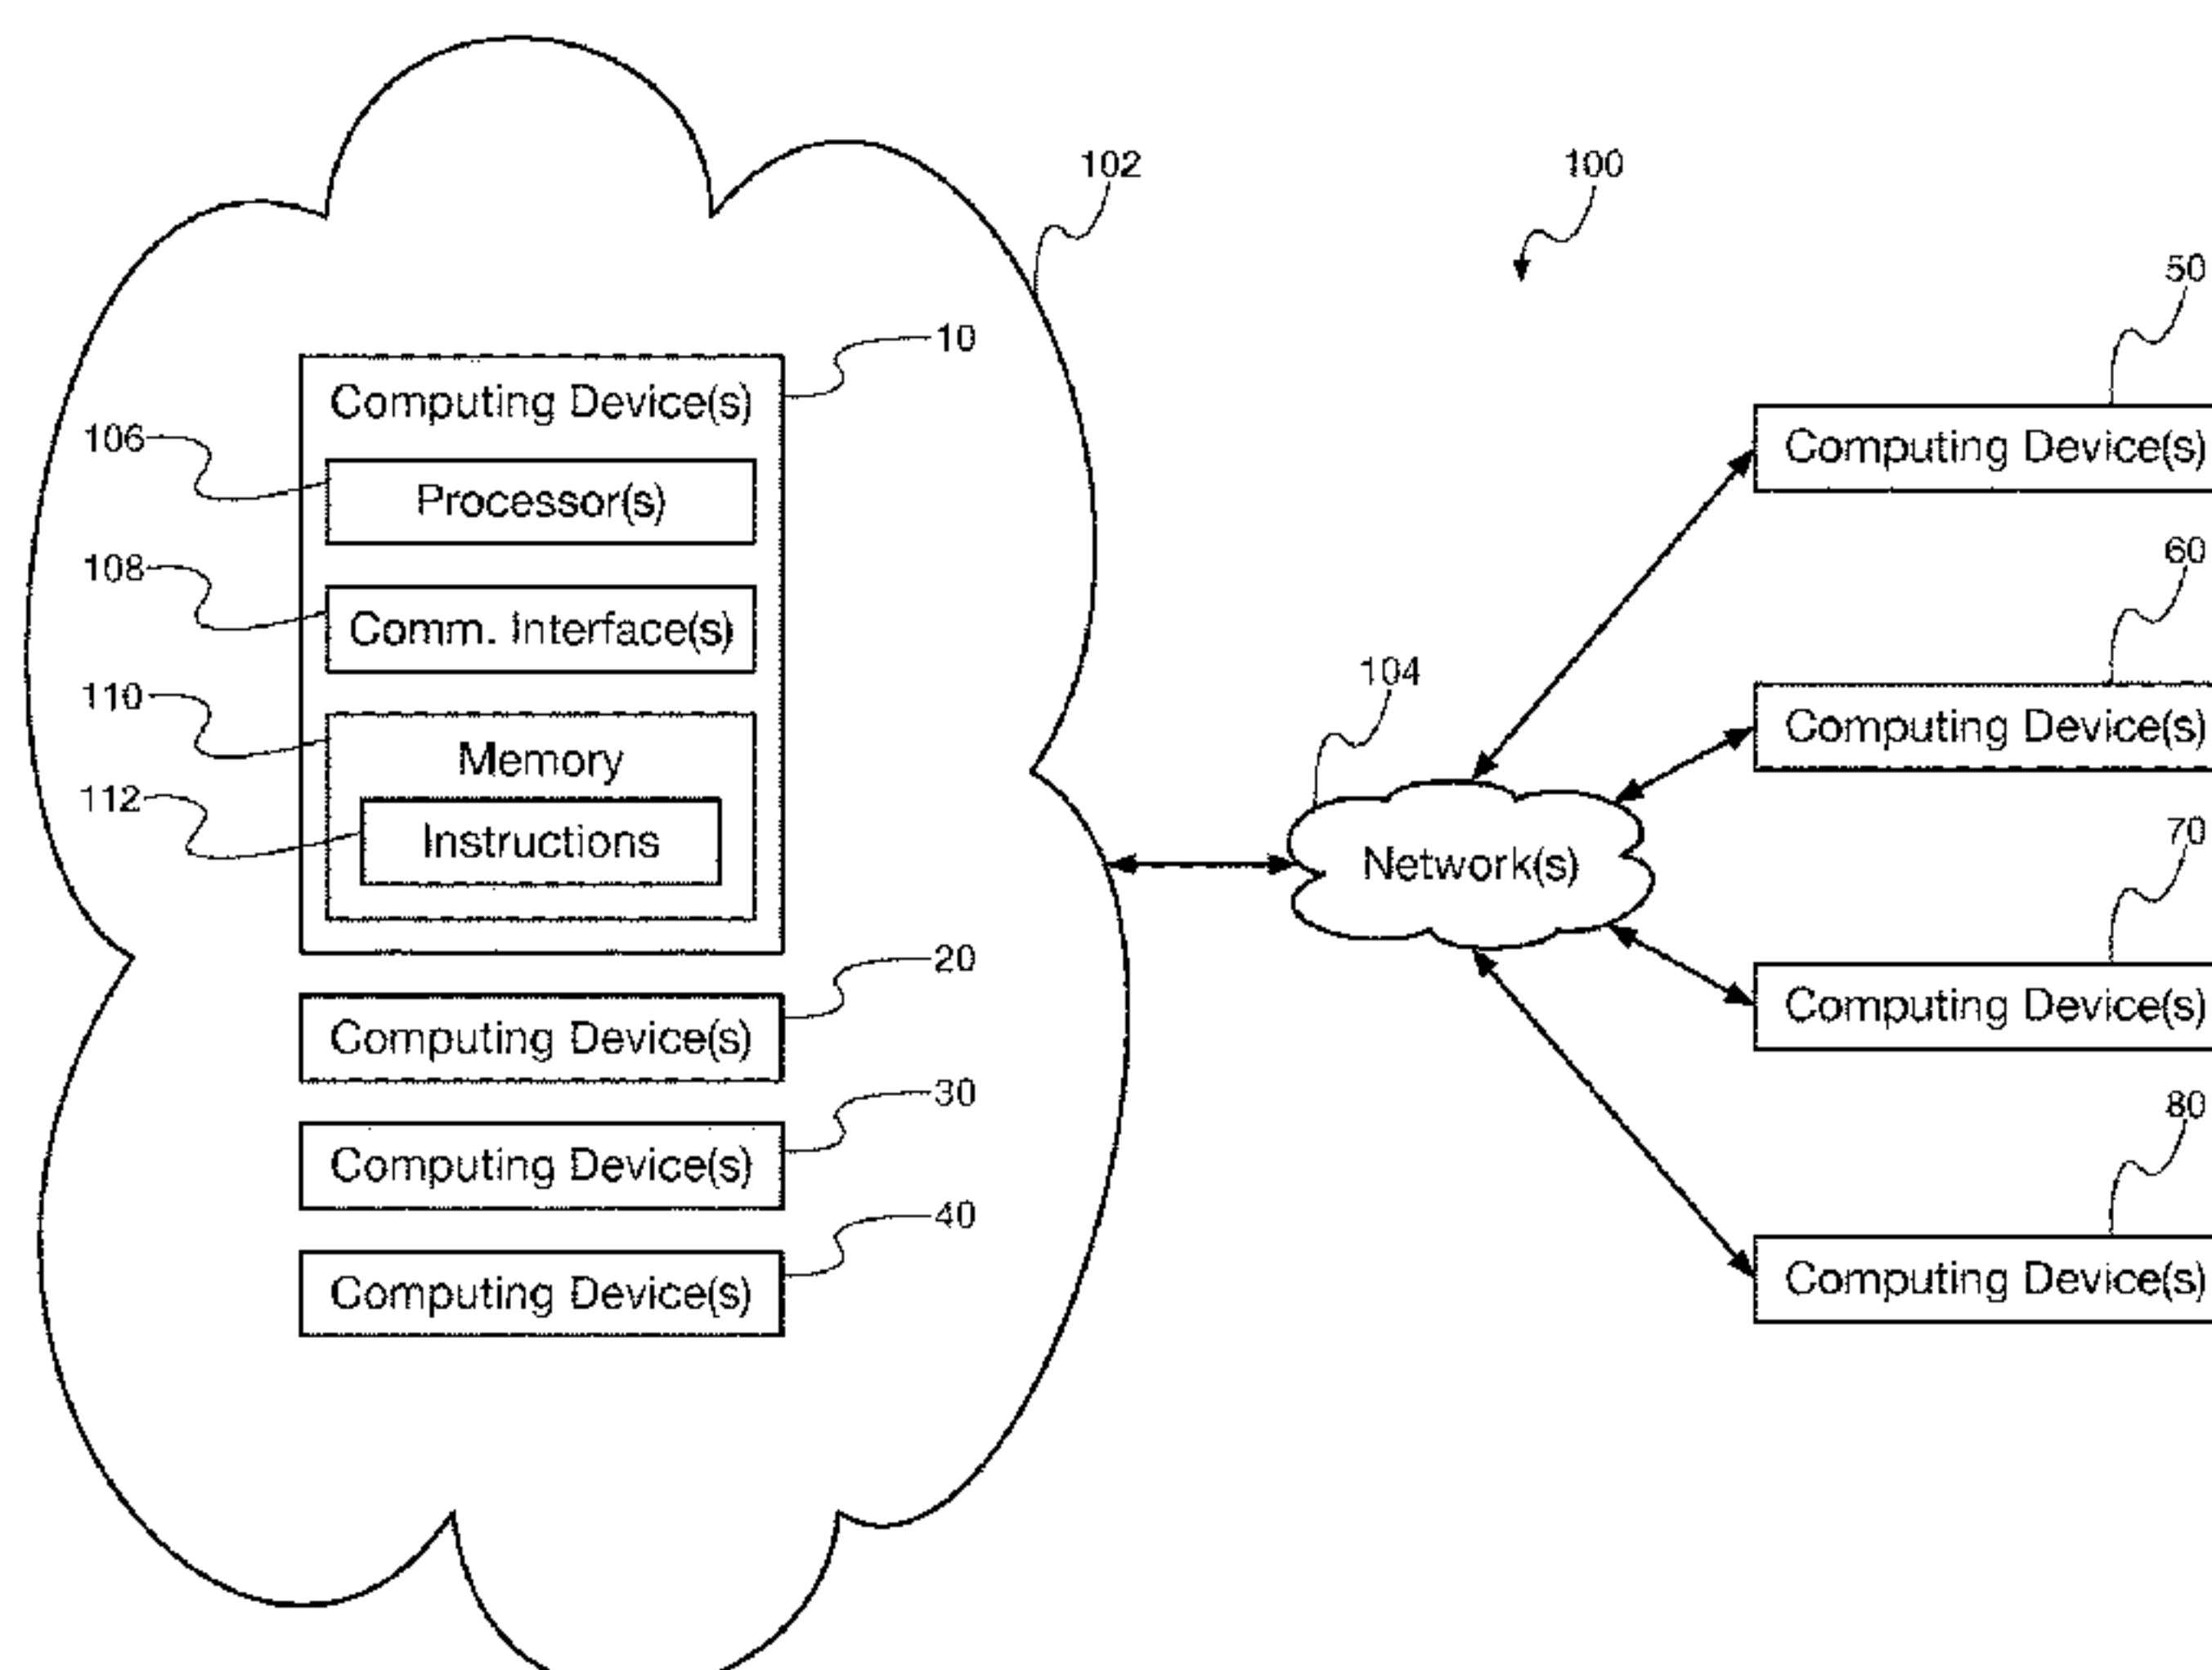 102
100
50
10
Computing Device(s)
106
Processor(s)
Computing Device(s)
108
Comm. Interface(s)
60
110
Memory
104
Computing Device(s)
112
Instructions
70
Network(s)
20
Computing Device(s)
Computing Device(s)
30
Computing Device(s)
80
40
Computing Device(s)
Computing Device(s)